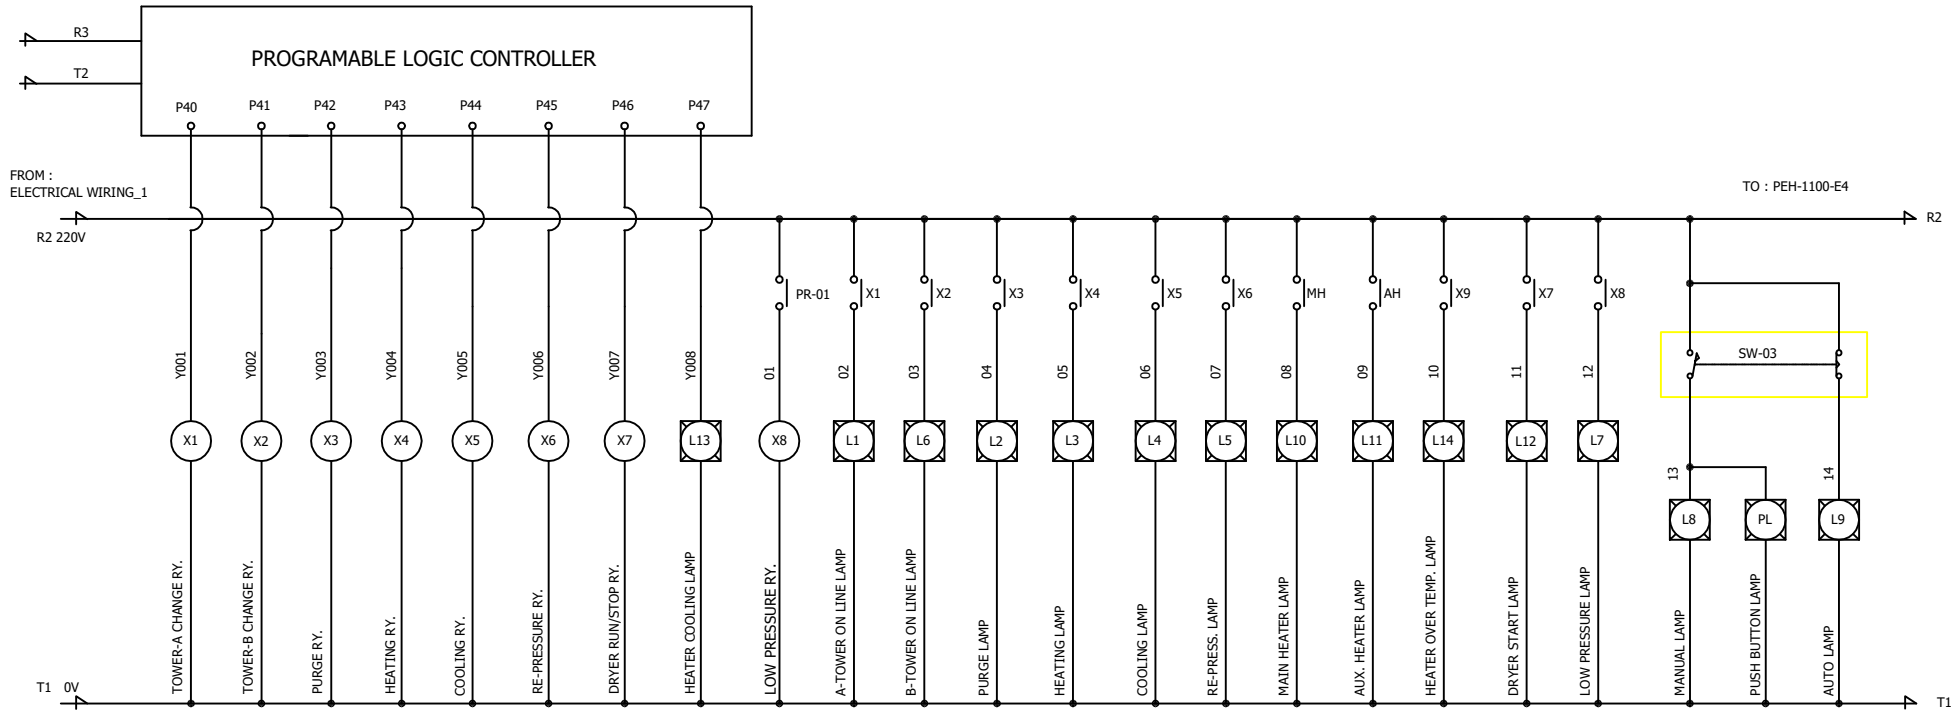 R3
PROGRAMABLE LOGIC CONTROLLER
T2
P40 P41 P42 P43 P44 P45 P46 P47
FROM :
ELECTRICAL WIRING_1
TO : PEH-1100-E4
R2 220V
R2
PR-01 X1 X2 X3 X4 X5 X6 MH AH X9 X7 X8
SW-03
Y001 Y002 Y003 Y004 Y005 Y006 Y007 Y008 01 02 03 04 05 06 07 08 09 10 11 12
X1 X2 X3 X4 X5 X6 X7 L13 X8 L1 L6 L2 L3 L4 L5 L10 L11 L14 L12 L7
13 14
L8 PL L9
TOWER-A CHANGE RY.
TOWER-B CHANGE RY.
PURGE RY.
HEATING RY.
COOLING RY.
RE-PRESSURE RY.
DRYER RUN/STOP RY.
HEATER COOLING LAMP
LOW PRESSURE RY.
A-TOWER ON LINE LAMP
B-TOWER ON LINE LAMP
PURGE LAMP
HEATING LAMP
COOLING LAMP
RE-PRESS. LAMP
MAIN HEATER LAMP
AUX. HEATER LAMP
HEATER OVER TEMP. LAMP
DRYER START LAMP
LOW PRESSURE LAMP
MANUAL LAMP
PUSH BUTTON LAMP
AUTO LAMP
T1 0V
T1